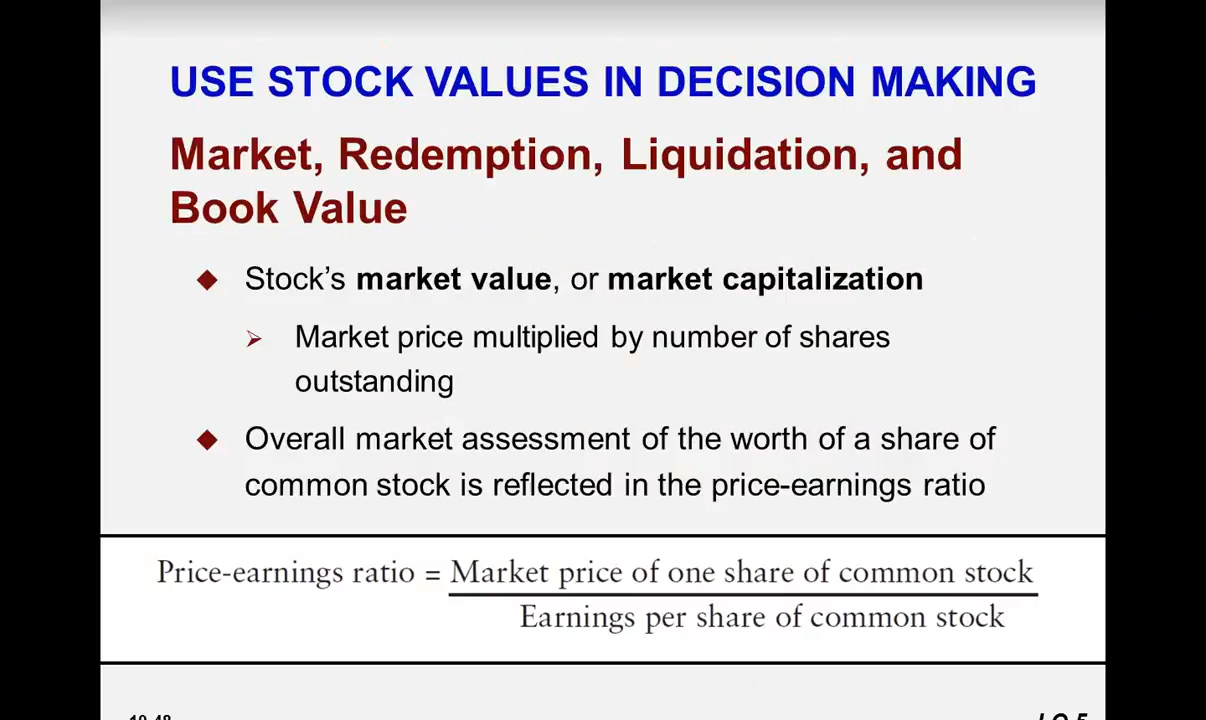 USE STOCK VALUES IN DECISION MAKING
Market, Redemption, Liquidation, and
Book Value
Stock’s market value, or market capitalization
Market price multiplied by number of shares
outstanding
Overall market assessment of the worth of a share of
common stock is reflected in the price-earnings ratio
Price-earnings ratio = Market price of one share of common stock
Earnings per share of common stock